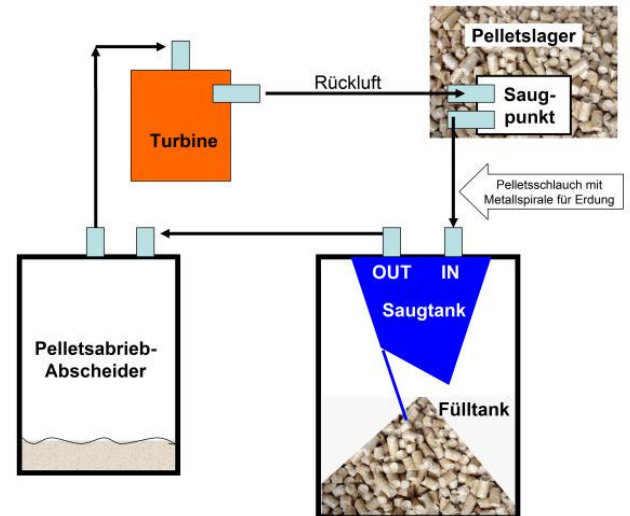 Pelletslager
Rückluft
Saug-
punkt
Turbine
Pelletsschlauch mit
Metallspirale für Erdung
OUT IN
Saugtank
Pelletsabrieb-
Abscheider
Fülltank